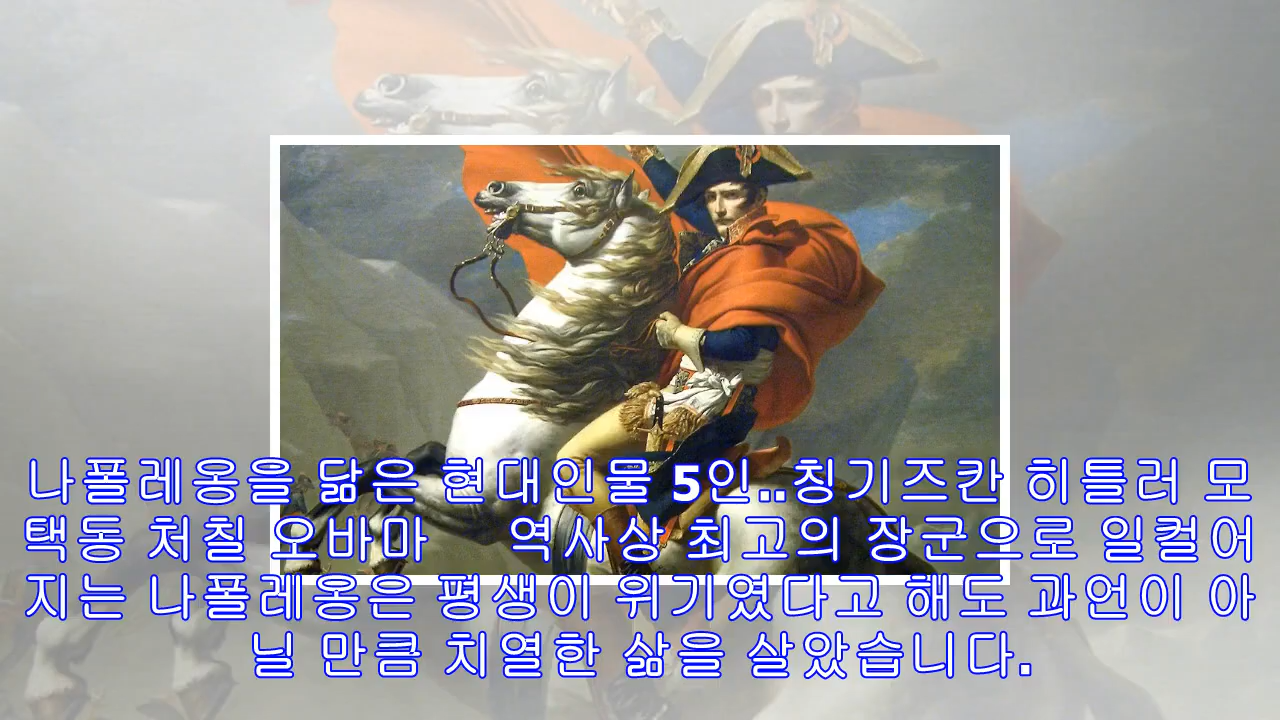 나폴레옹을 닮은 현대인물 5인..칭기즈칸 히틀러 모
택동 처칠 오바마 역사상 최고의 장군으로 일컬어
지는 나폴레옹은 평생이 위기였다고 해도 과언이 아
닐 만큼 치열한 삶을 살았습니다.